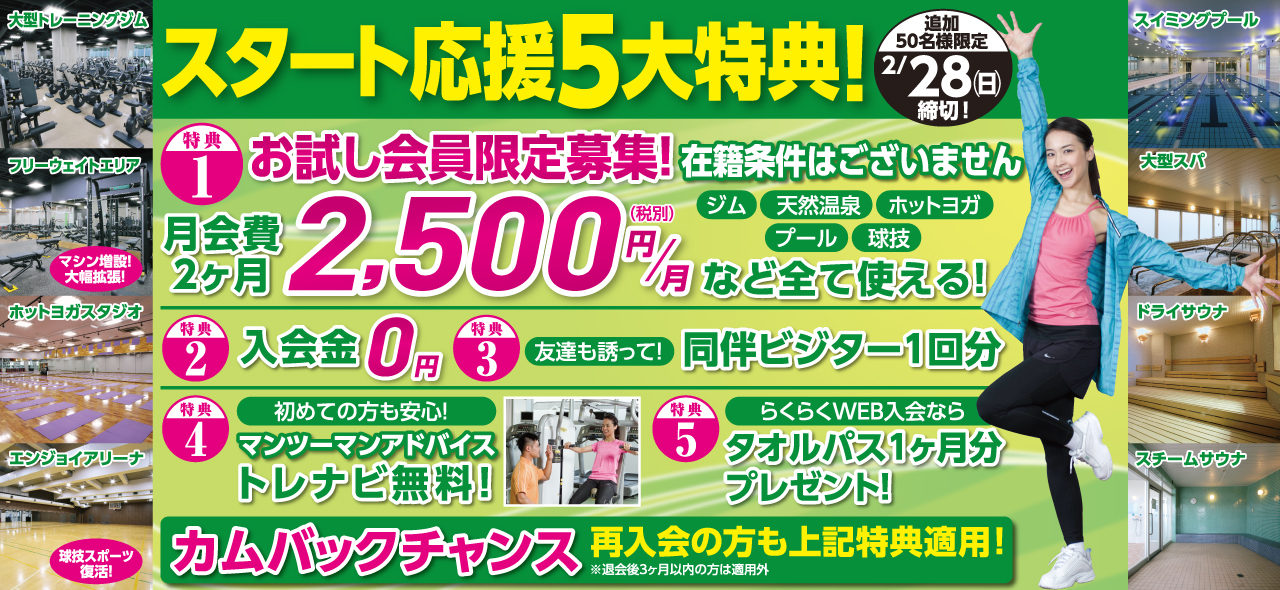 スタート応援5大特典!
追加
50名様限定
2/28(日)
締切!
特典
1
お試し会員限定募集!
在籍条件はございません
月会費
2ヶ月
2,500円/月
(税別)
ジム
天然温泉
ホットヨガ
プール
球技
など全て使える!
特典
2
入会金0円
特典
3
友達も誘って!
同伴ビジター1回分
特典
4
初めての方も安心!
マンツーマンアドバイス
トレナビ無料!
特典
5
らくらくWEB入会なら
タオルパス1ヶ月分
プレゼント!
カムバックチャンス
再入会の方も上記特典適用!
※退会後3ヶ月以内の方は適用外
大型トレーニングジム
フリーウェイトエリア
マシン増設!
大幅拡張!
ホットヨガスタジオ
エンジョイアリーナ
球技スポーツ
復活!
スイミングプール
大型スパ
ドライサウナ
スチームサウナ